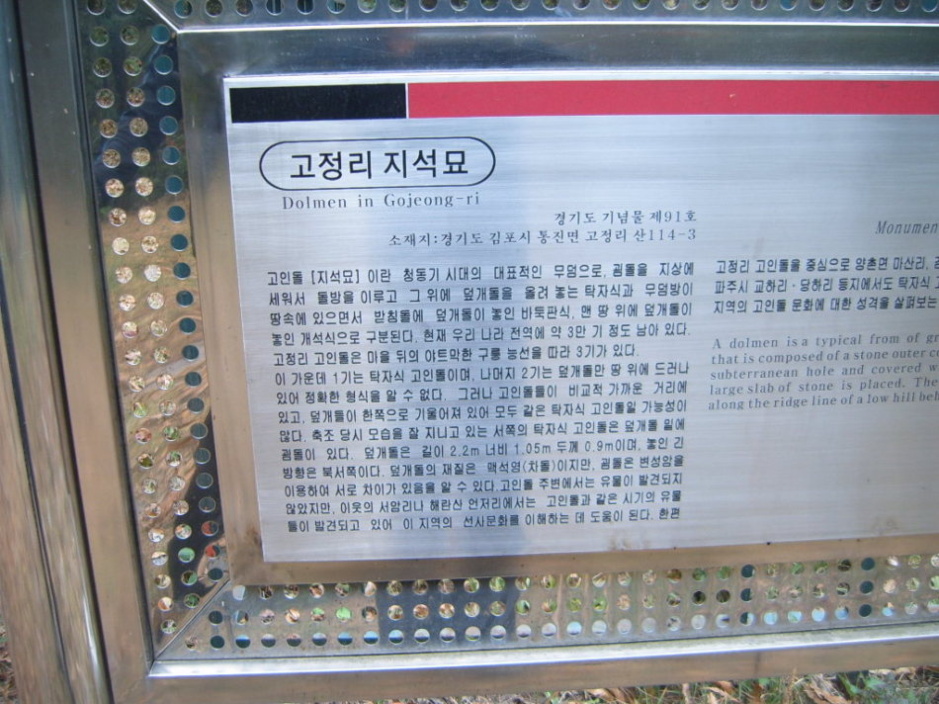 고정리 지석묘
Dolmen in Gojeong-ri
경기도 기념물 제91호
소재지:경기도 김포시 통진면 고정리 산114-3
고인돌 [지석묘] 이란 청동기 시대의 대표적인 무덤으로, 굄돌을 지상에
세워서 돌방을 이루고 그 위에 덮개돌을 올려 놓는 탁자식과 무덤방이
땅속에 있으면서 받침돌에 덮개돌이 놓인 바둑판식, 맨 땅 위에 덮개돌이
놓인 개석식으로 구분된다. 현재 우리 나라 전역에 약 3만 기 정도 남아 있다.
고정리 고인돌은 마을 뒤의 야트막한 구릉 능선을 따라 3기가 있다.
이 가운데 1기는 탁자식 고인돌이며, 나머지 2기는 덮개돌만 땅 위에 드러나
있어 정확한 형식을 알 수 없다. 그러나 고인돌들이 비교적 가까운 거리에
있고, 덮개돌이 한쪽으로 기울어져 있어 모두 같은 탁자식 고인돌일 가능성이
많다. 축조 당시 모습을 잘 지니고 있는 서쪽의 탁자식 고인돌은 덮개돌 밑에
굄돌이 있다. 덮개돌은 길이 2.2m 너비 1.05m 두께 0.9m이며, 놓인 긴
방향은 북서쪽이다. 덮개돌의 재질은 맥석영(차돌)이지만, 굄돌은 변성암을
이용하여 서로 차이가 있음을 알 수 있다.고인돌 주변에서는 유물이 발견되지
않았지만, 이웃의 서암리나 해란신 언저리에서는 고인돌과 같은 시기의 유물
들이 발견되고 있어 이 지역의 선사문화를 이해하는 데 도움이 된다. 한편
Monumen
고정리 고인돌을 중심으로 양촌면 마산리,
파주시 교하리·당하리 등지에서도 탁자식
지역의 고인돌 문화에 대한 성격을 살펴보는
A dolmen is a typical from of gr
that is composed of a stone outer co
subterranean hole and covered w
large slab of stone is placed. The
along the ridge line of a low hill beh